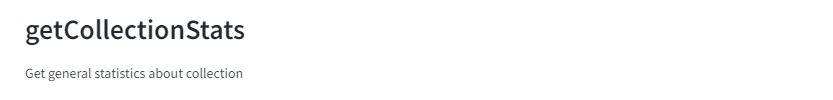 getCollectionStats
Get general statistics about collection